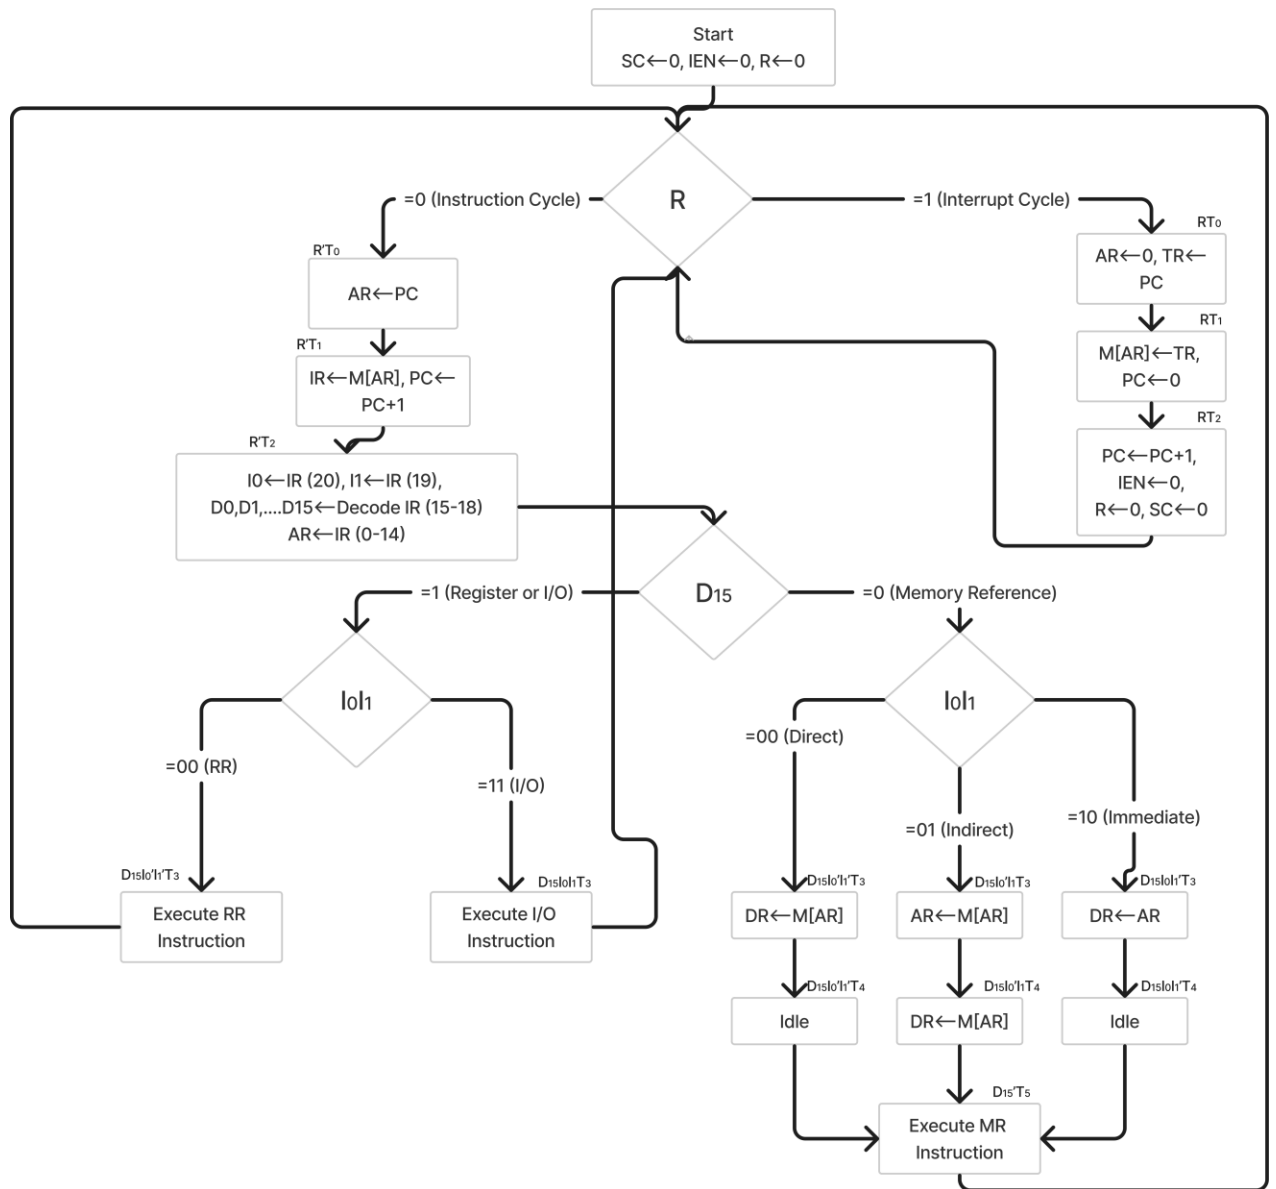 Start
SC←0, IEN←0, R←0
R
=0 (Instruction Cycle)
=1 (Interrupt Cycle)
R'T₀
AR←PC
R'T₁
IR←M[AR], PC←
PC+1
R'T₂
I0←IR (20), I1←IR (19),
D0,D1,....D15←Decode IR (15-18)
AR←IR (0-14)
RT₀
AR←0, TR←
PC
RT₁
M[AR]←TR,
PC←0
RT₂
PC←PC+1,
IEN←0,
R←0, SC←0
D₁₅
=1 (Register or I/O)
=0 (Memory Reference)
I₀I₁
=00 (RR)
=11 (I/O)
D₁₅I₀'I₁'T₃
Execute RR
Instruction
D₁₅I₀I₁T₃
Execute I/O
Instruction
I₀I₁
=00 (Direct)
=01 (Indirect)
=10 (Immediate)
D₁₅I₀'I₁'T₃
DR←M[AR]
D₁₅I₀'I₁T₃
AR←M[AR]
D₁₅I₀I₁'T₃
DR←AR
D₁₅I₀'I₁'T₄
Idle
D₁₅I₀'I₁T₄
DR←M[AR]
D₁₅I₀I₁'T₄
Idle
D₁₅'T₅
Execute MR
Instruction